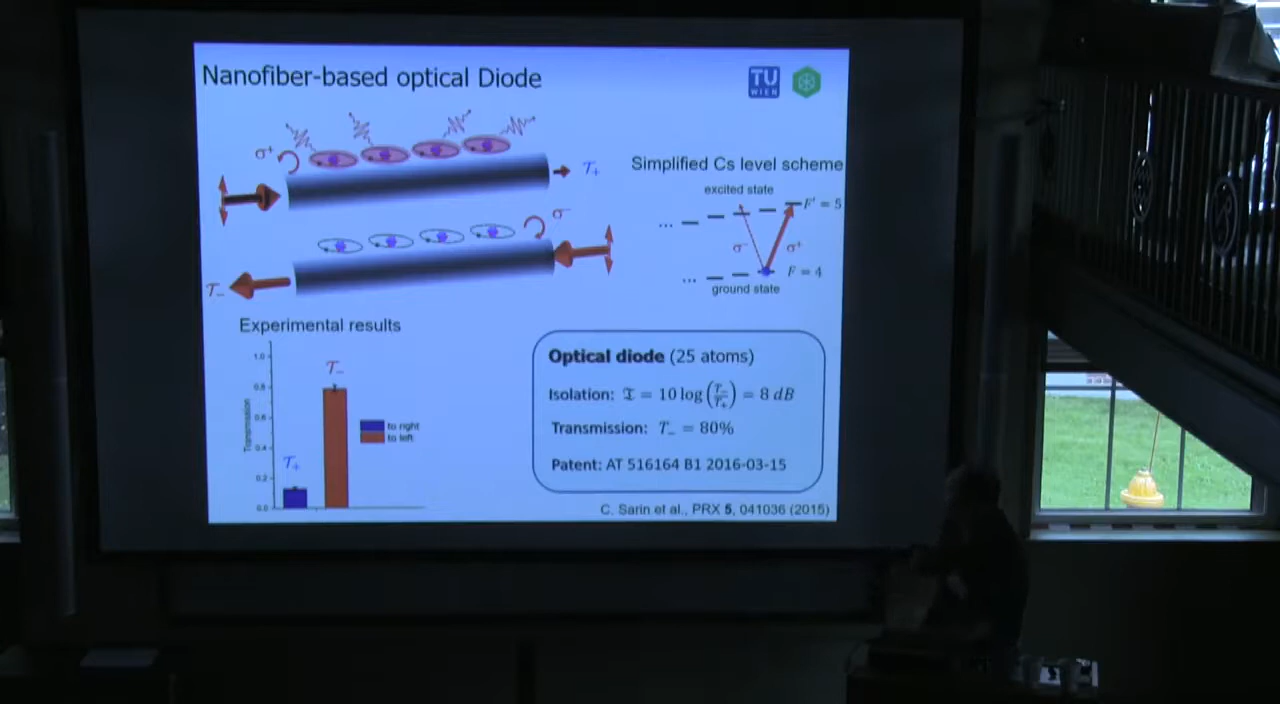 Nanofiber-based optical Diode
TU
WIEN
σ⁺
𝒯₊
σ⁻
𝒯₋
Simplified Cs level scheme
excited state
... F' = 5
σ⁻ σ⁺
... F = 4
ground state
Experimental results
Transmission
1.0
0.8
0.6
0.4
0.2
0.0
𝒯₊
𝒯₋
to right
to left
Optical diode (25 atoms)
Isolation: ℑ = 10 log(𝒯₋/𝒯₊) = 8 dB
Transmission: 𝒯₋ = 80%
Patent: AT 516164 B1 2016-03-15
C. Sarin et al., PRX 5, 041036 (2015)